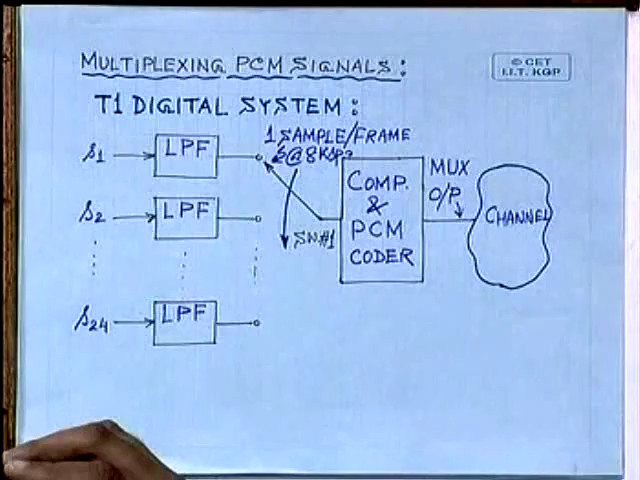 MULTIPLEXING PCM SIGNALS:
© CET
I.I.T. KGP
T1 DIGITAL SYSTEM:
1 SAMPLE/FRAME
@ 8
S1
LPF
S2
LPF
S24
LPF
SW#1
COMP.
&
PCM
CODER
MUX
O/P
CHANNEL